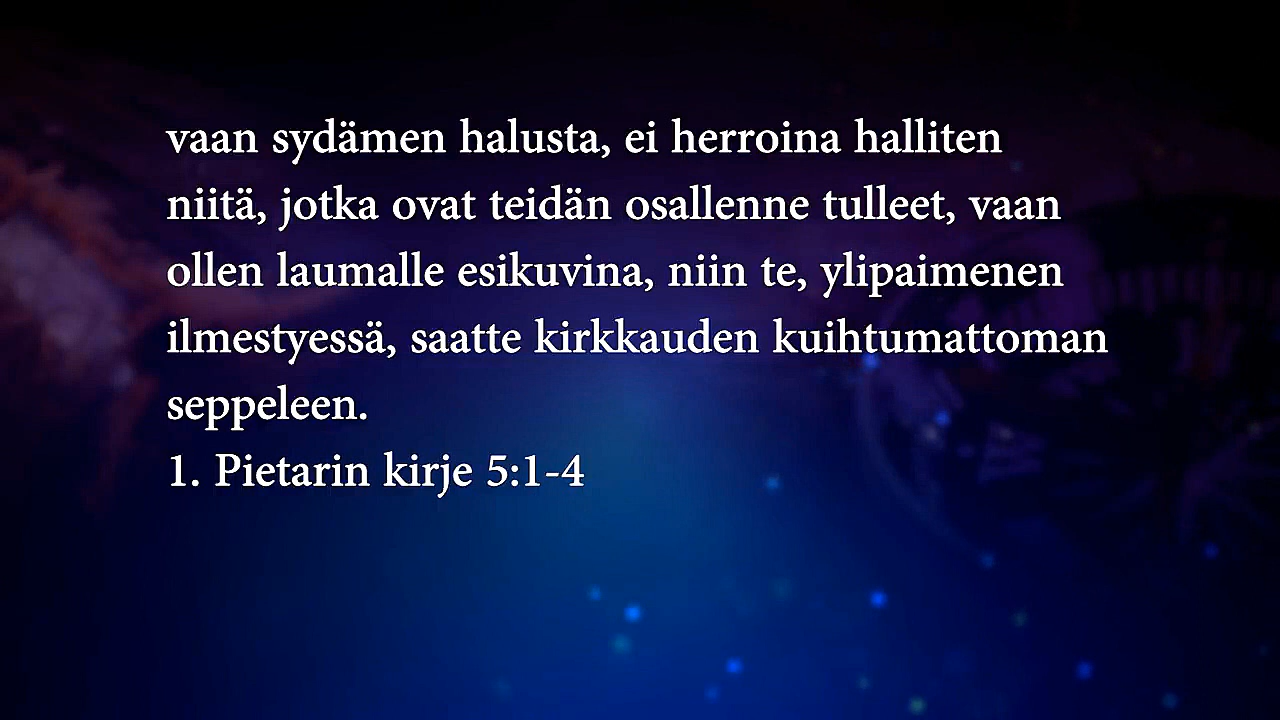 vaan sydämen halusta, ei herroina halliten
niitä, jotka ovat teidän osallenne tulleet, vaan
ollen laumalle esikuvina, niin te, ylipaimenen
ilmestyessä, saatte kirkkauden kuihtumattoman
seppeleen.
1. Pietarin kirje 5:1-4